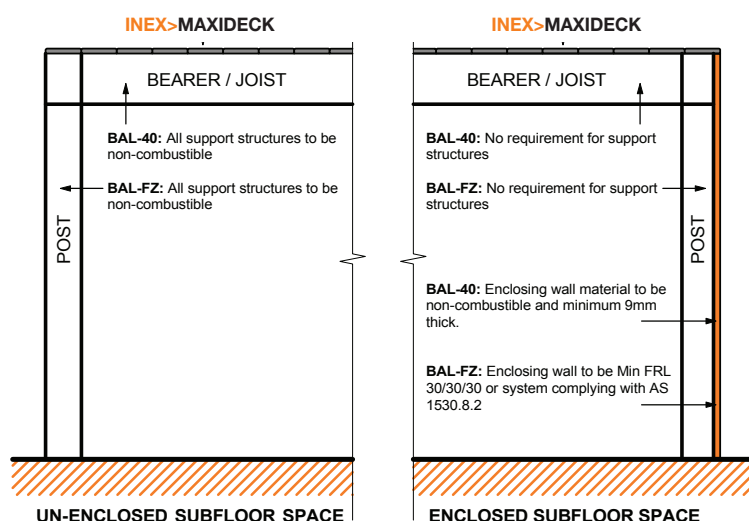 INEX>MAXIDECK
BEARER / JOIST
BAL-40: All support structures to be
non-combustible
BAL-FZ: All support structures to be
non-combustible
POST
UN-ENCLOSED SUBFLOOR SPACE
INEX>MAXIDECK
BEARER / JOIST
BAL-40: No requirement for support
structures
BAL-FZ: No requirement for support
structures
POST
BAL-40: Enclosing wall material to be
non-combustible and minimum 9mm
thick.
BAL-FZ: Enclosing wall to be Min FRL
30/30/30 or system complying with AS
1530.8.2
ENCLOSED SUBFLOOR SPACE